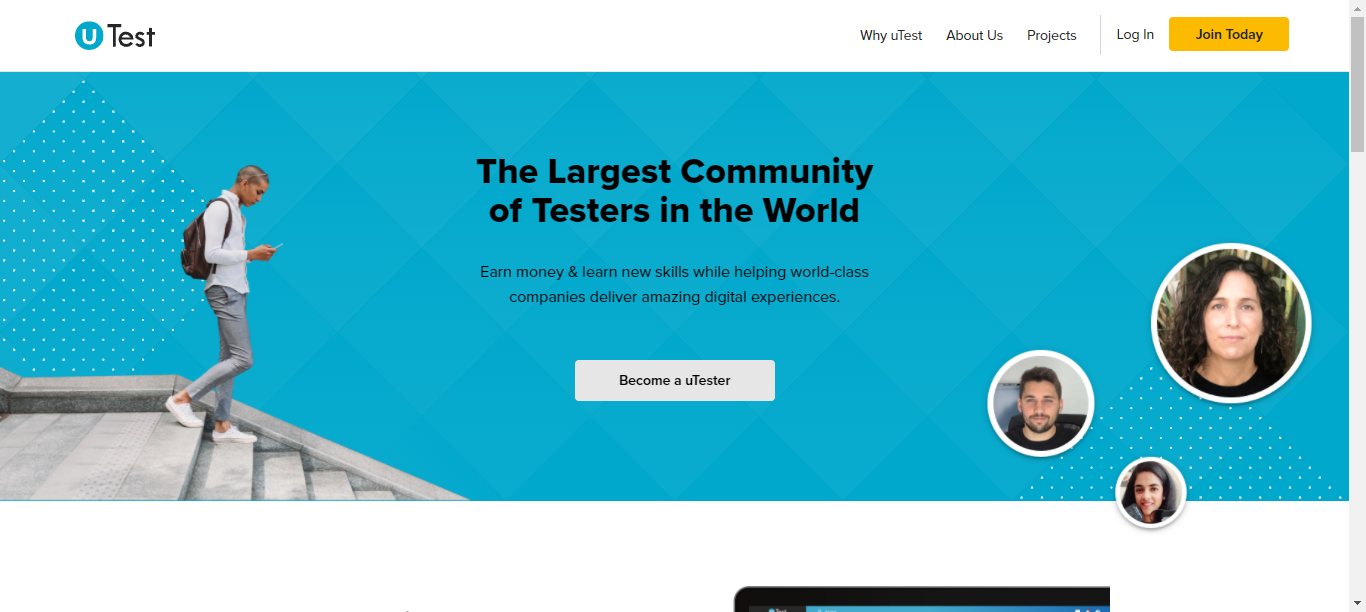 uTest
Why uTest
About Us
Projects
Log In
Join Today
The Largest Community
of Testers in the World
Earn money & learn new skills while helping world-class
companies deliver amazing digital experiences.
Become a uTester